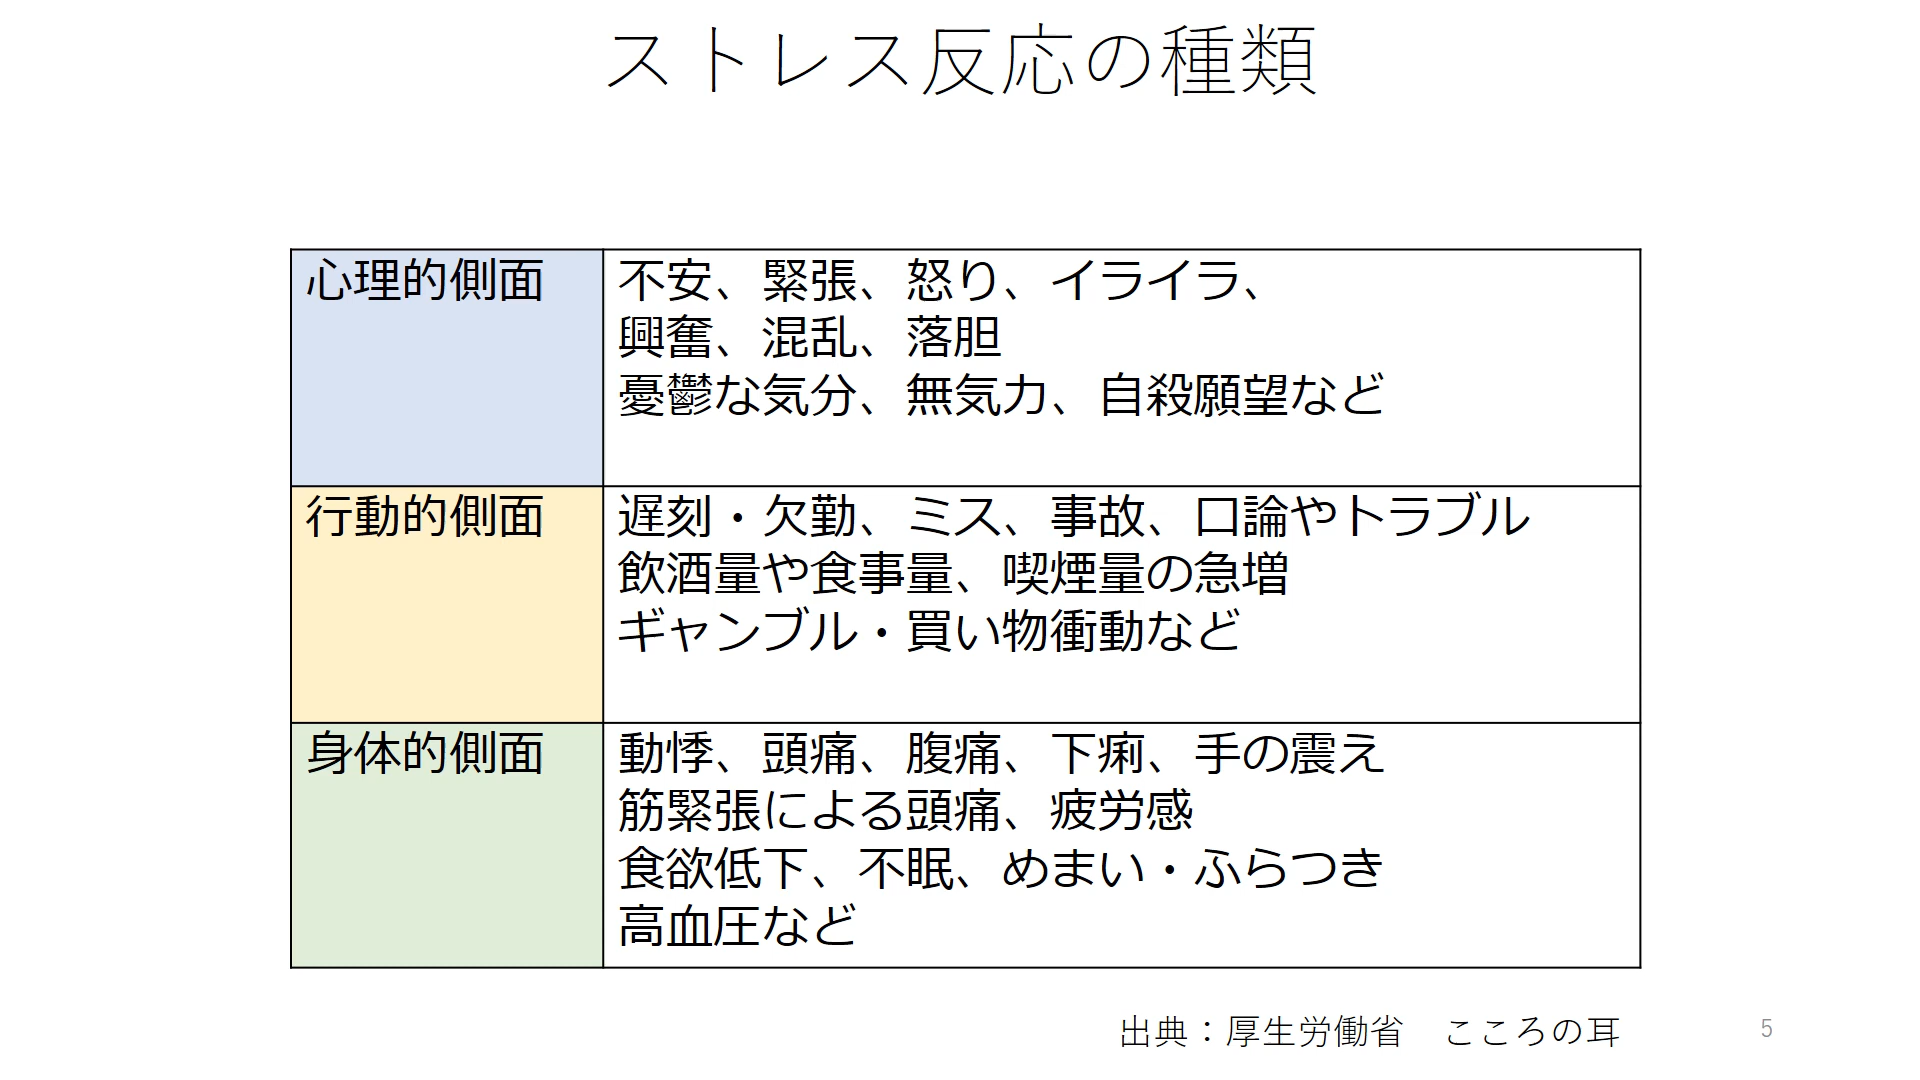 ストレス反応の種類
心理的側面
不安、緊張、怒り、イライラ、
興奮、混乱、落胆
憂鬱な気分、無気力、自殺願望など
行動的側面
遅刻・欠勤、ミス、事故、口論やトラブル
飲酒量や食事量、喫煙量の急増
ギャンブル・買い物衝動など
身体的側面
動悸、頭痛、腹痛、下痢、手の震え
筋緊張による頭痛、疲労感
食欲低下、不眠、めまい・ふらつき
高血圧など
出典：厚生労働省　こころの耳
5